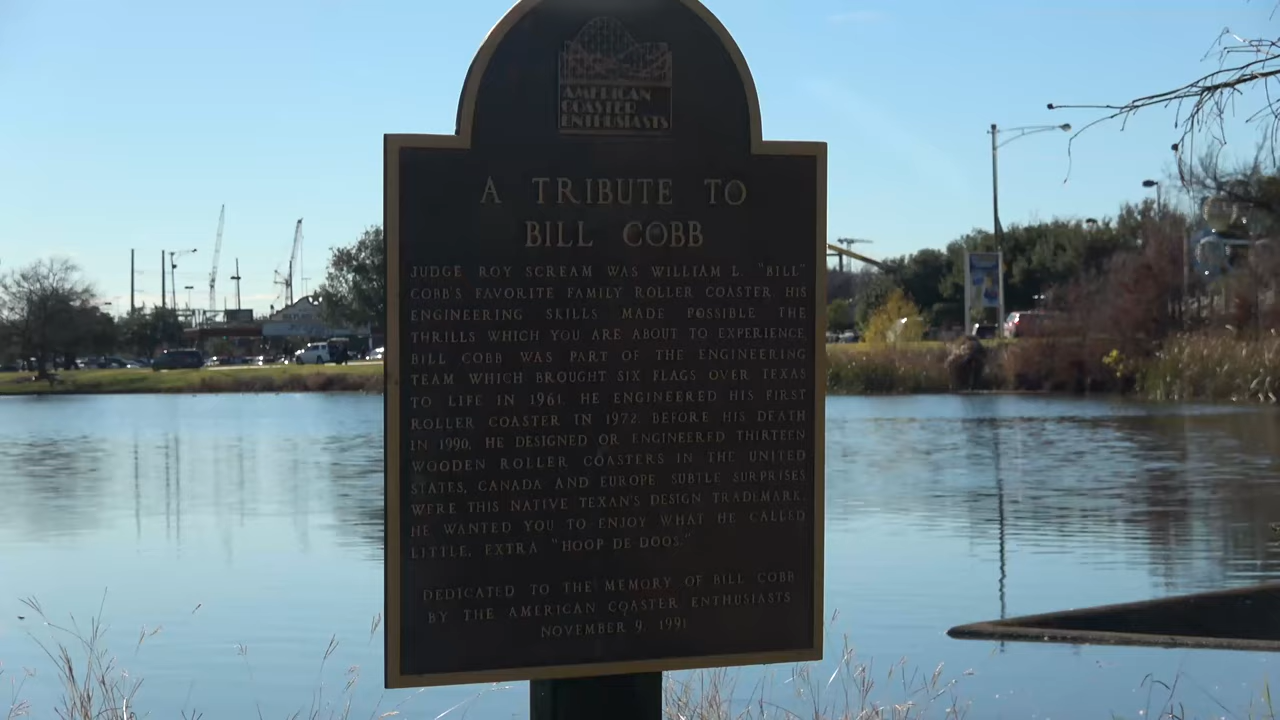 AMERICAN
COASTER
ENTHUSIASTS
A TRIBUTE TO
BILL COBB
JUDGE ROY SCREAM WAS WILLIAM L. "BILL"
COBB'S FAVORITE FAMILY ROLLER COASTER. HIS
ENGINEERING SKILLS MADE POSSIBLE THE
THRILLS WHICH YOU ARE ABOUT TO EXPERIENCE.
BILL COBB WAS PART OF THE ENGINEERING
TEAM WHICH BROUGHT SIX FLAGS OVER TEXAS
TO LIFE IN 1961. HE ENGINEERED HIS FIRST
ROLLER COASTER IN 1972. BEFORE HIS DEATH
IN 1990, HE DESIGNED OR ENGINEERED THIRTEEN
WOODEN ROLLER COASTERS IN THE UNITED
STATES, CANADA AND EUROPE. SUBTLE SURPRISES
WERE THIS NATIVE TEXAN'S DESIGN TRADEMARK.
HE WANTED YOU TO ENJOY WHAT HE CALLED
LITTLE, EXTRA "HOOP DE DOOS."
DEDICATED TO THE MEMORY OF BILL COBB
BY THE AMERICAN COASTER ENTHUSIASTS
NOVEMBER 9, 1991